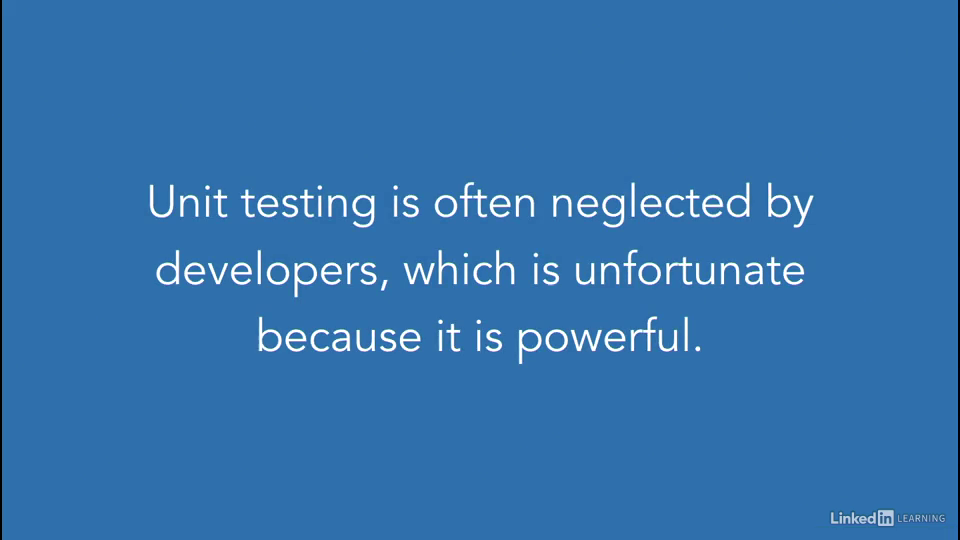 Unit testing is often neglected by
developers, which is unfortunate
because it is powerful.
Linked in LEARNING